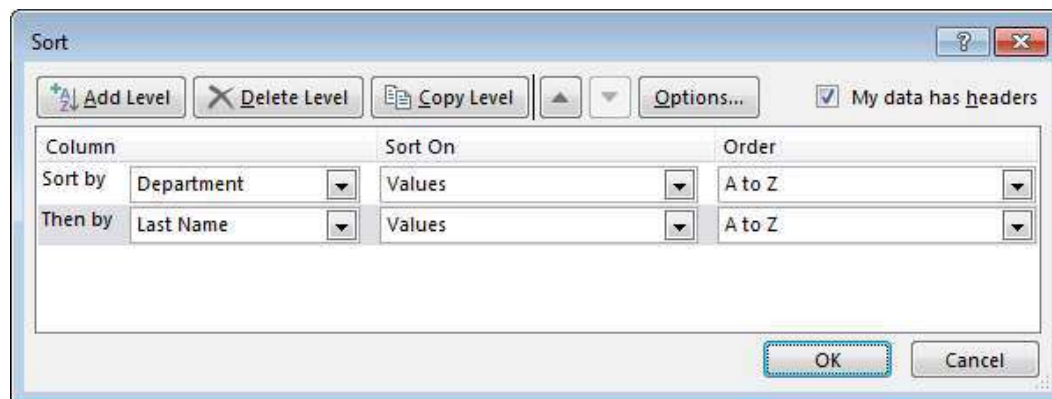 Sort
Add Level Delete Level Copy Level Options... My data has headers
Column Sort On Order
Sort by Department Values A to Z
Then by Last Name Values A to Z
OK Cancel